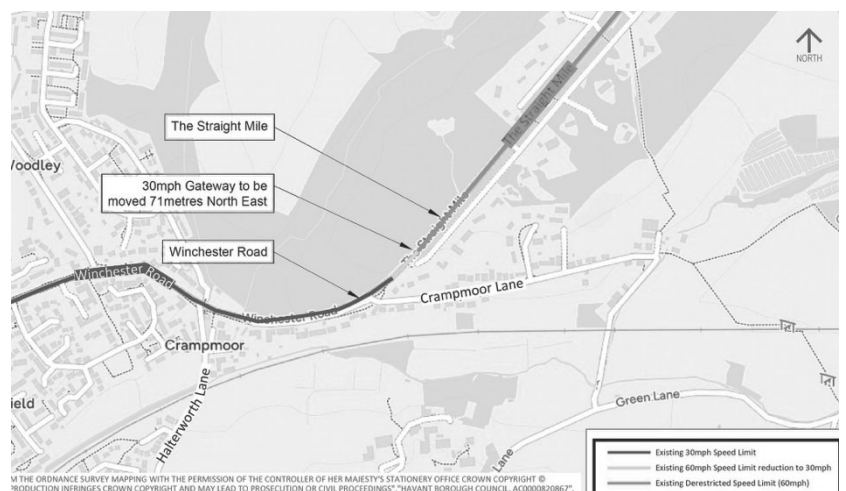 NORTH
The Straight Mile
The Straight Mile
Woodley
30mph Gateway to be
moved 71metres North East
Straight Mile
Winchester Road
Winchester Road
Winchester Road
Crampmoor Lane
Crampmoor
Halterworth Lane
field
Green Lane
Lane
Existing 30mph Speed Limit
Existing 60mph Speed Limit reduction to 30mph
Existing Derestricted Speed Limit (60mph)
M THE ORDNANCE SURVEY MAPPING WITH THE PERMISSION OF THE CONTROLLER OF HER MAJESTY'S STATIONERY OFFICE CROWN COPYRIGHT ©
PRODUCTION INFRINGES CROWN COPYRIGHT AND MAY LEAD TO PROSECUTION OR CIVIL PROCEEDINGS". "HAVANT BOROUGH COUNCIL. AC0000820867".